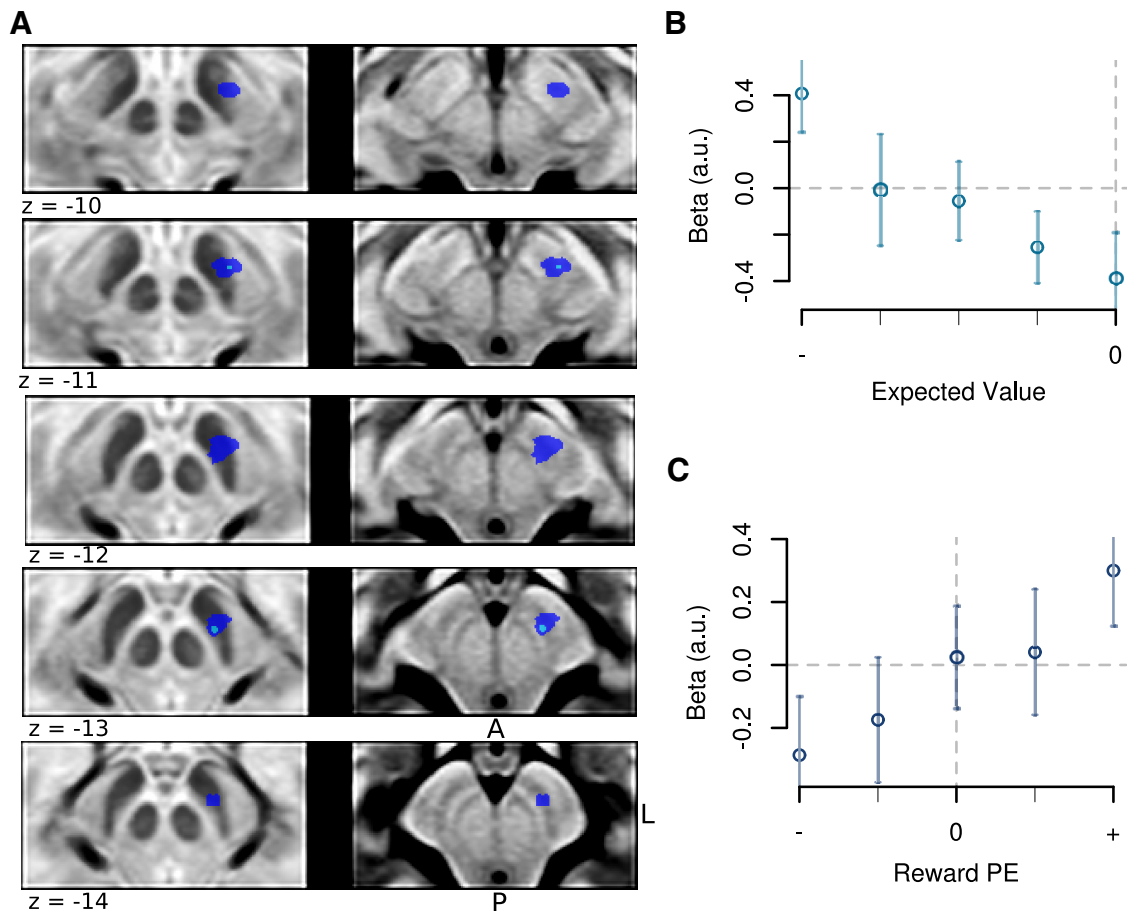 A
z = -10
z = -11
z = -12
z = -13
A
L
z = -14
P
B
0.4
0.0
-0.4
Beta (a.u.)
- 0
Expected Value
C
0.4
0.2
0.0
-0.2
Beta (a.u.)
- 0 +
Reward PE